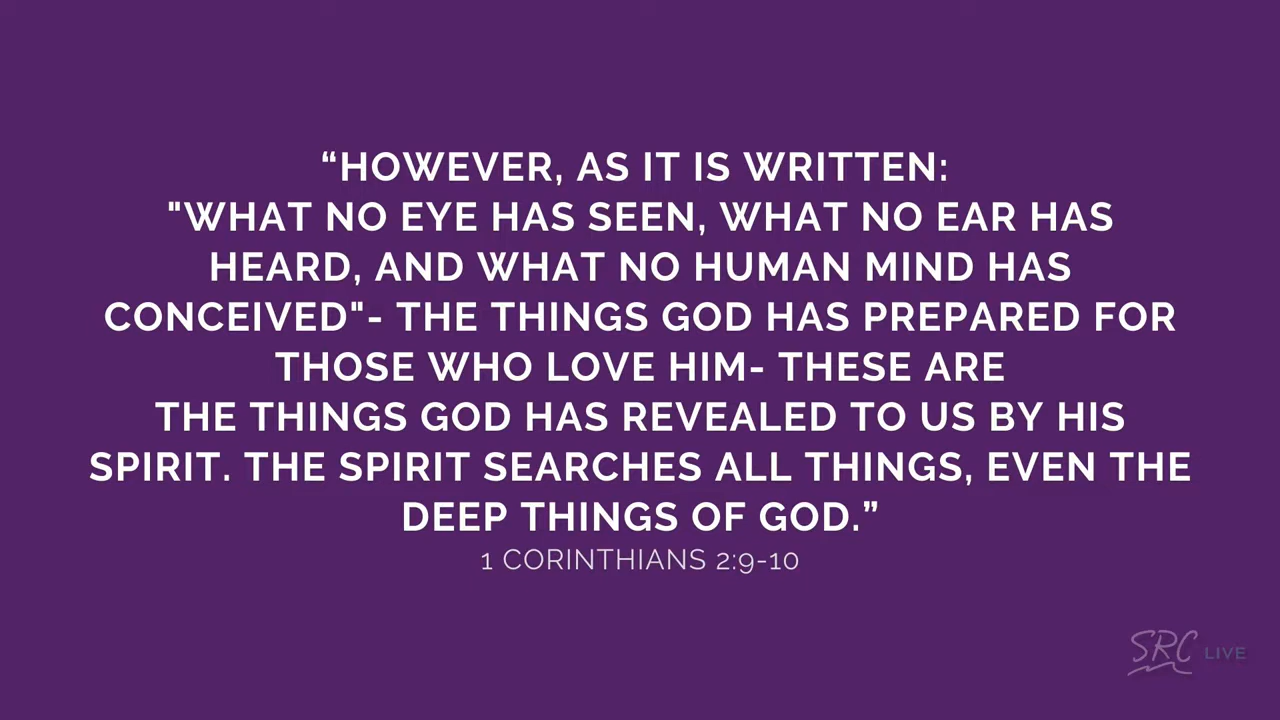 “HOWEVER, AS IT IS WRITTEN:
"WHAT NO EYE HAS SEEN, WHAT NO EAR HAS
HEARD, AND WHAT NO HUMAN MIND HAS
CONCEIVED"- THE THINGS GOD HAS PREPARED FOR
THOSE WHO LOVE HIM- THESE ARE
THE THINGS GOD HAS REVEALED TO US BY HIS
SPIRIT. THE SPIRIT SEARCHES ALL THINGS, EVEN THE
DEEP THINGS OF GOD.”
1 CORINTHIANS 2:9-10
SRC LIVE